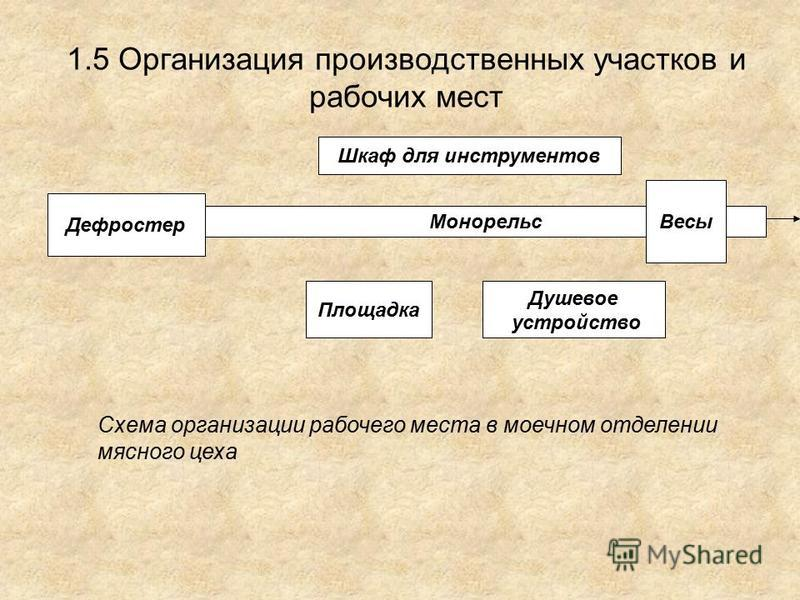 1.5 Организация производственных участков и
рабочих мест
Шкаф для инструментов
Дефростер
Монорельс
Весы
Площадка
Душевое
устройство
Схема организации рабочего места в моечном отделении
мясного цеха
MyShared